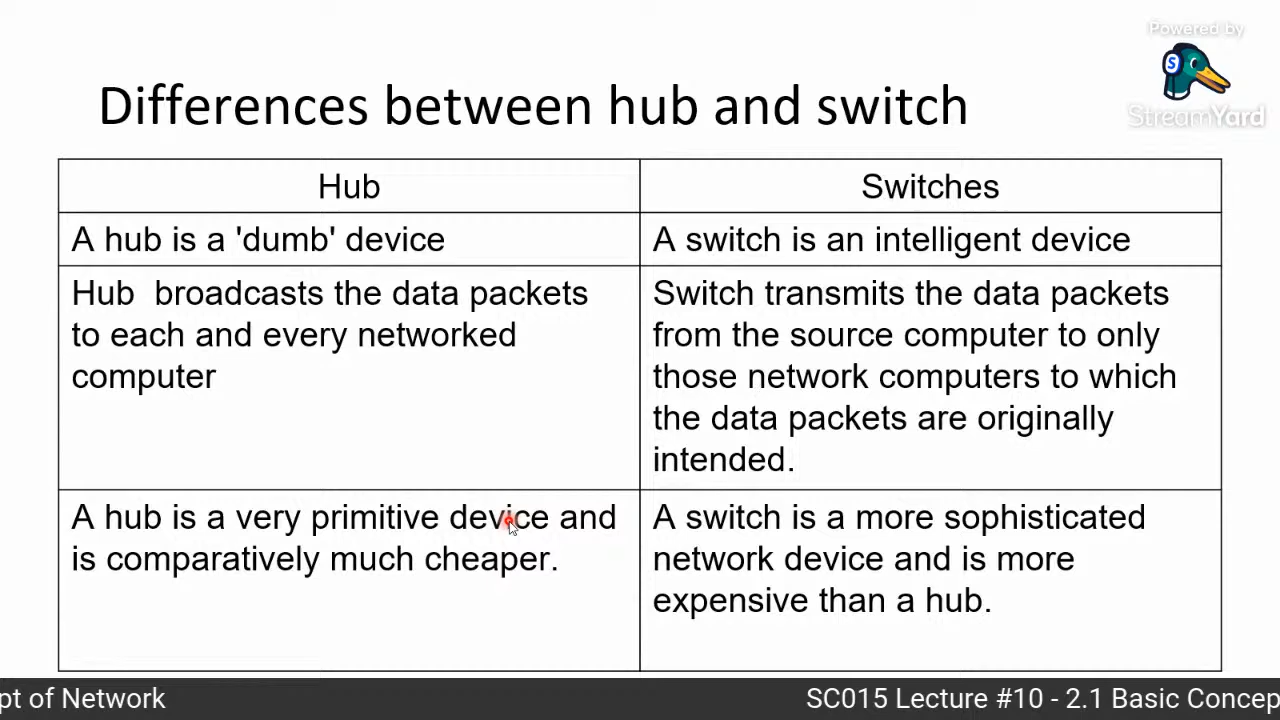 Powered by
S
StreamYard
Differences between hub and switch
Hub
Switches
A hub is a 'dumb' device
A switch is an intelligent device
Hub  broadcasts the data packets
to each and every networked
computer
Switch transmits the data packets
from the source computer to only
those network computers to which
the data packets are originally
intended.
A hub is a very primitive device and
is comparatively much cheaper.
A switch is a more sophisticated
network device and is more
expensive than a hub.
pt of Network
SC015 Lecture #10 - 2.1 Basic Concep